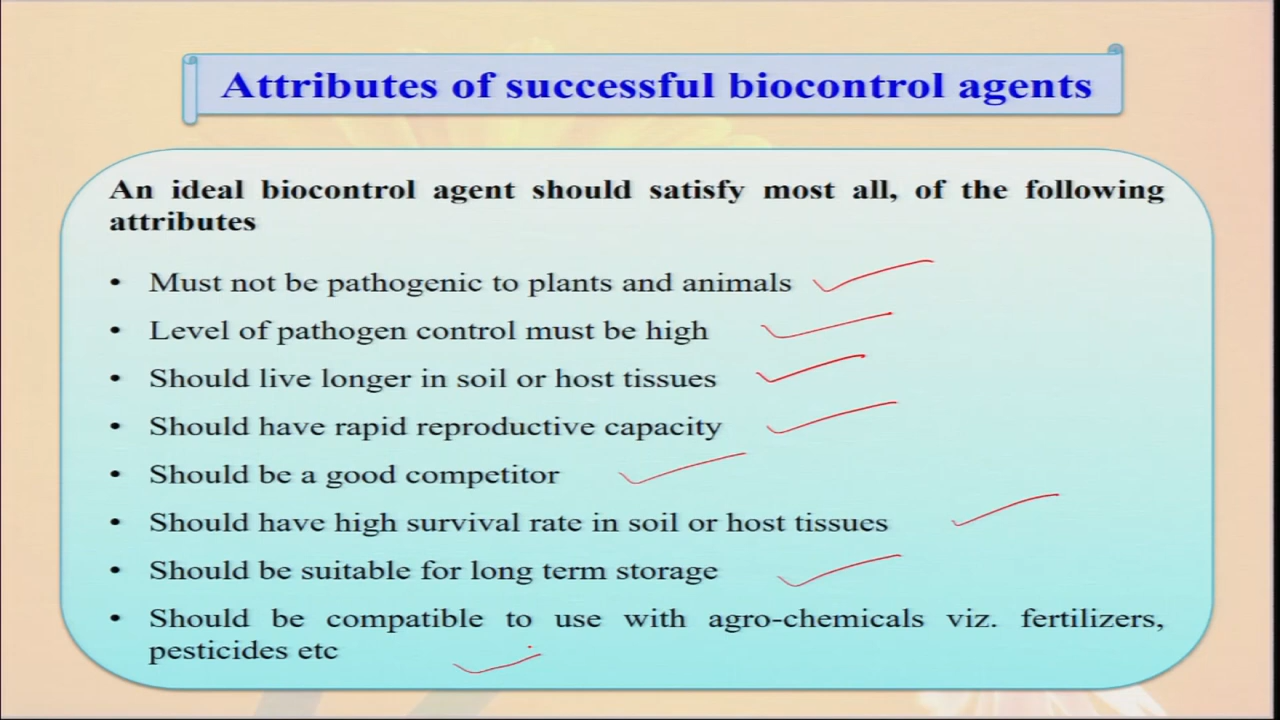 Attributes of successful biocontrol agents
An ideal biocontrol agent should satisfy most all, of the following
attributes
• Must not be pathogenic to plants and animals
• Level of pathogen control must be high
• Should live longer in soil or host tissues
• Should have rapid reproductive capacity
• Should be a good competitor
• Should have high survival rate in soil or host tissues
• Should be suitable for long term storage
• Should be compatible to use with agro-chemicals viz. fertilizers,
pesticides etc